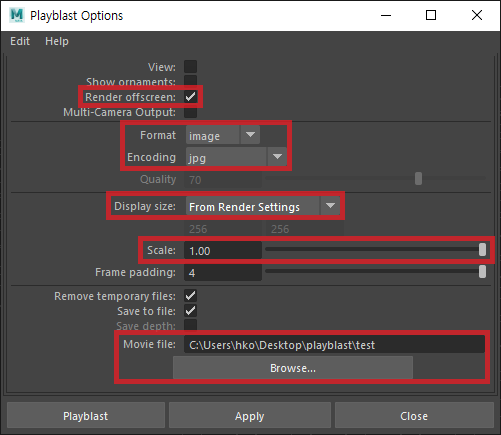 Playblast Options
Edit Help
View:
Show ornaments:
Render offscreen:
Multi-Camera Output:
Format image
Encoding jpg
Quality 70
Display size: From Render Settings
256 256
Scale: 1.00
Frame padding: 4
Remove temporary files:
Save to file:
Save depth:
Movie file: C:\Users\hko\Desktop\playblast\test
Browse...
Playblast Apply Close